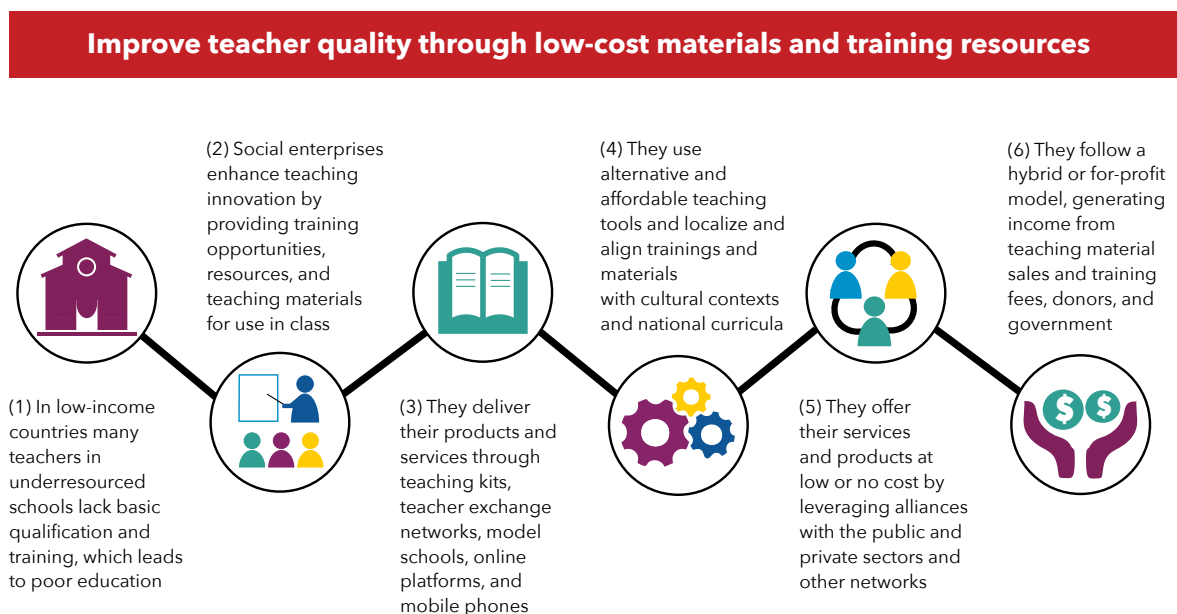 Improve teacher quality through low-cost materials and training resources
(1) In low-income
countries many
teachers in
underresourced
schools lack basic
qualification and
training, which leads
to poor education
(2) Social enterprises
enhance teaching
innovation by
providing training
opportunities,
resources, and
teaching materials
for use in class
(3) They deliver
their products and
services through
teaching kits,
teacher exchange
networks, model
schools, online
platforms, and
mobile phones
(4) They use
alternative and
affordable teaching
tools and localize and
align trainings and
materials
with cultural contexts
and national curricula
(5) They offer
their services
and products at
low or no cost by
leveraging alliances
with the public and
private sectors and
other networks
(6) They follow a
hybrid or for-profit
model, generating
income from
teaching material
sales and training
fees, donors, and
government
$ $